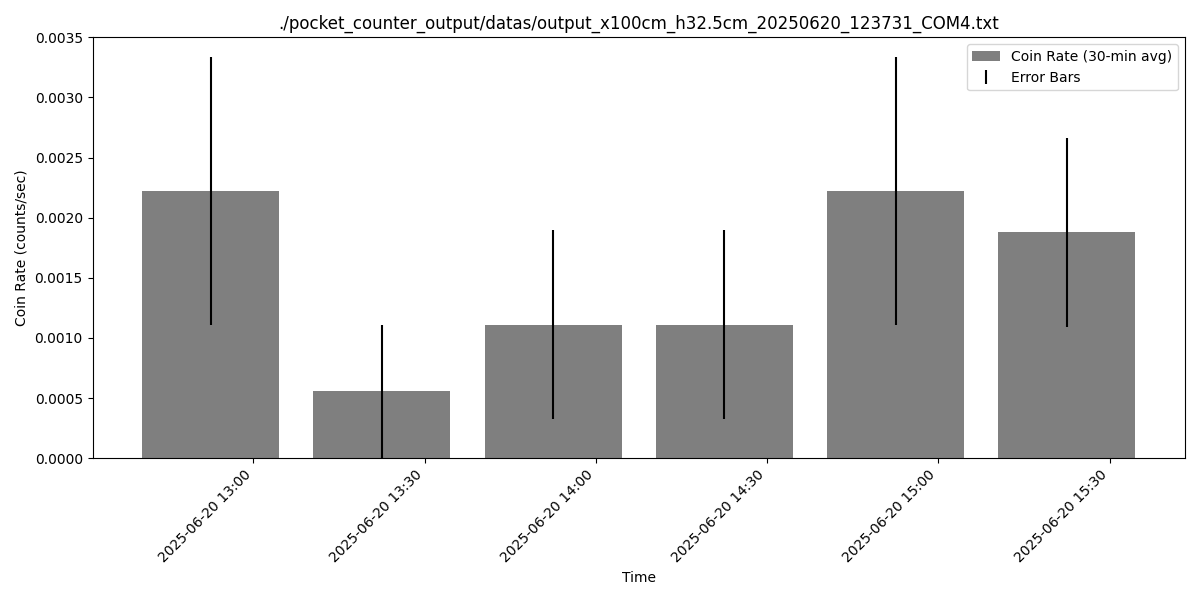 ./pocket_counter_output/datas/output_x100cm_h32.5cm_20250620_123731_COM4.txt
Coin Rate (30-min avg)
Error Bars
Coin Rate (counts/sec)
0.0035
0.0030
0.0025
0.0020
0.0015
0.0010
0.0005
0.0000
2025-06-20 13:00
2025-06-20 13:30
2025-06-20 14:00
2025-06-20 14:30
2025-06-20 15:00
2025-06-20 15:30
Time